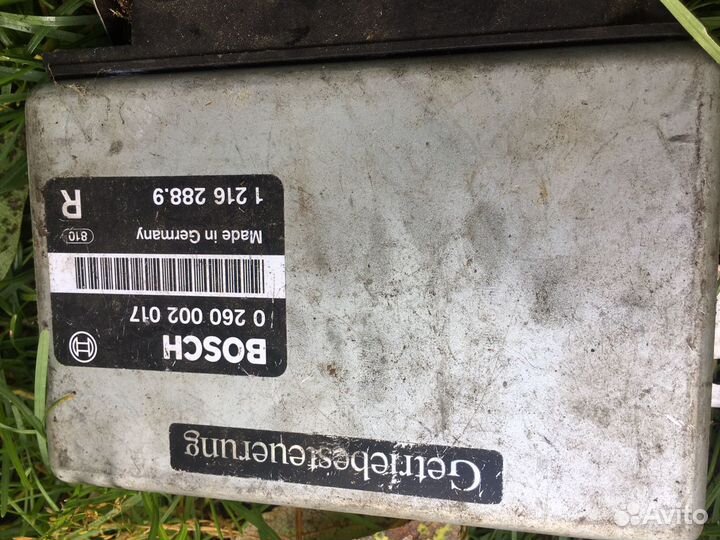 Getriebesteuerung
BOSCH
0 260 002 017
Made in Germany 810
1 216 288.9 R
Avito